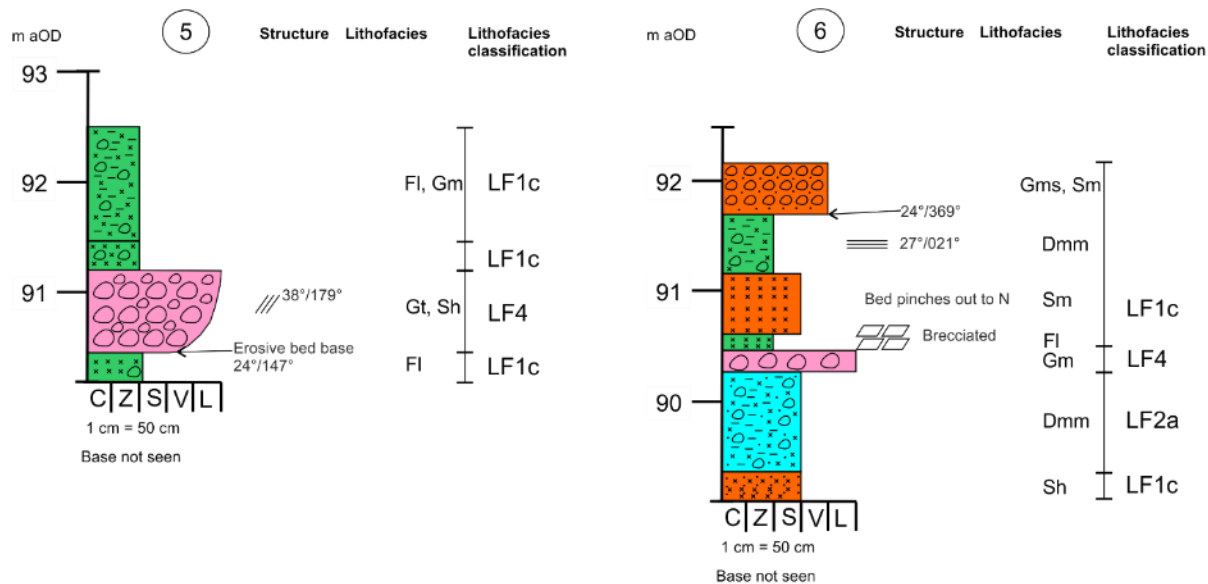 m aOD
5
Structure
Lithofacies
Lithofacies
classification
93
92
91
Fl, Gm
LF1c
LF1c
38°/179°
Gt, Sh
LF4
Erosive bed base
24°/147°
Fl
LF1c
C Z S V L
1 cm = 50 cm
Base not seen
m aOD
6
Structure
Lithofacies
Lithofacies
classification
92
91
90
Gms, Sm
24°/369°
27°/021°
Dmm
Bed pinches out to N
Sm
LF1c
Brecciated
Fl
Gm
LF4
Dmm
LF2a
Sh
LF1c
C Z S V L
1 cm = 50 cm
Base not seen